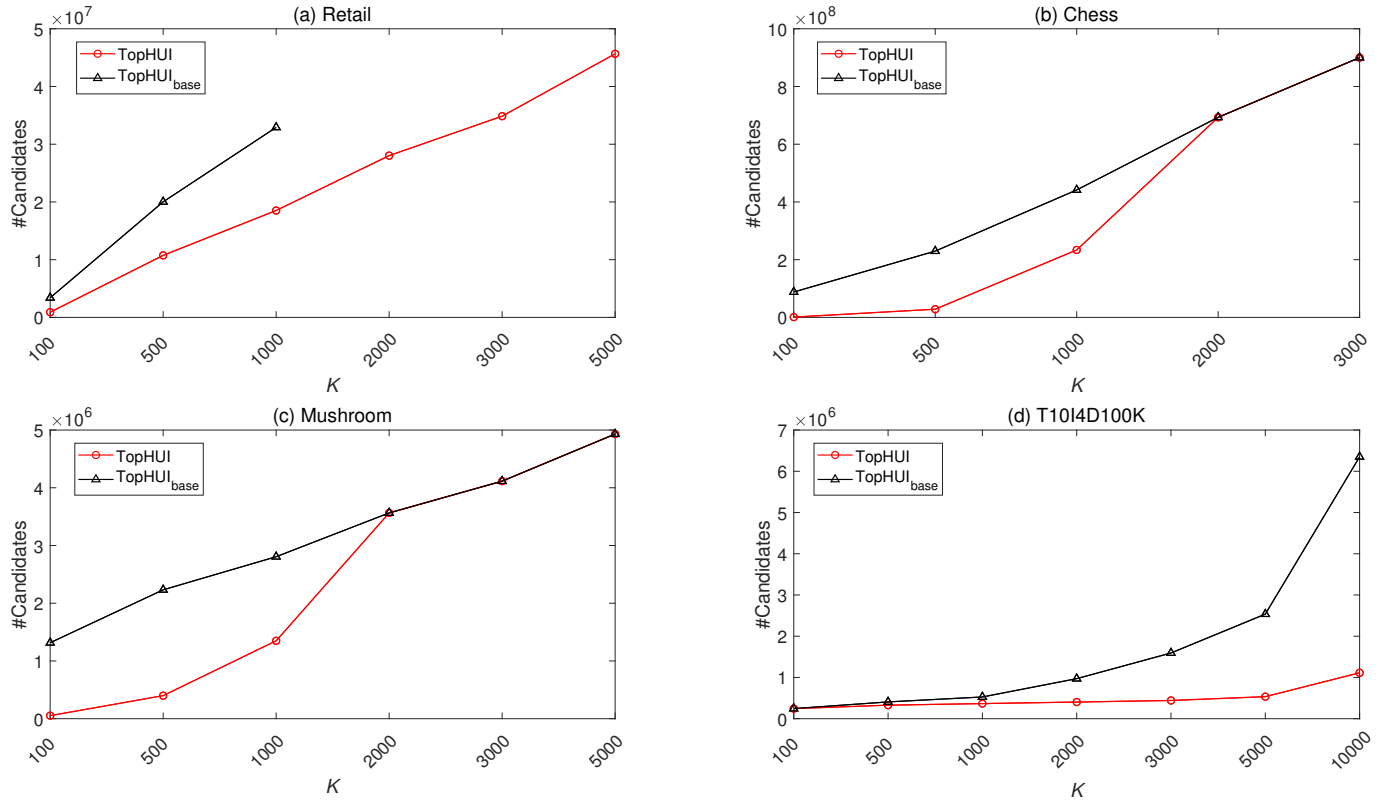 (a) Retail
×10^7
5
4
3
2
1
0
#Candidates
TopHUI
TopHUI_base
100
500
1000
2000
3000
5000
K
(b) Chess
×10^8
10
8
6
4
2
0
#Candidates
TopHUI
TopHUI_base
100
500
1000
2000
3000
K
(c) Mushroom
×10^6
5
4
3
2
1
0
#Candidates
TopHUI
TopHUI_base
100
500
1000
2000
3000
5000
K
(d) T10I4D100K
×10^6
7
6
5
4
3
2
1
0
#Candidates
TopHUI
TopHUI_base
100
500
1000
2000
3000
5000
10000
K